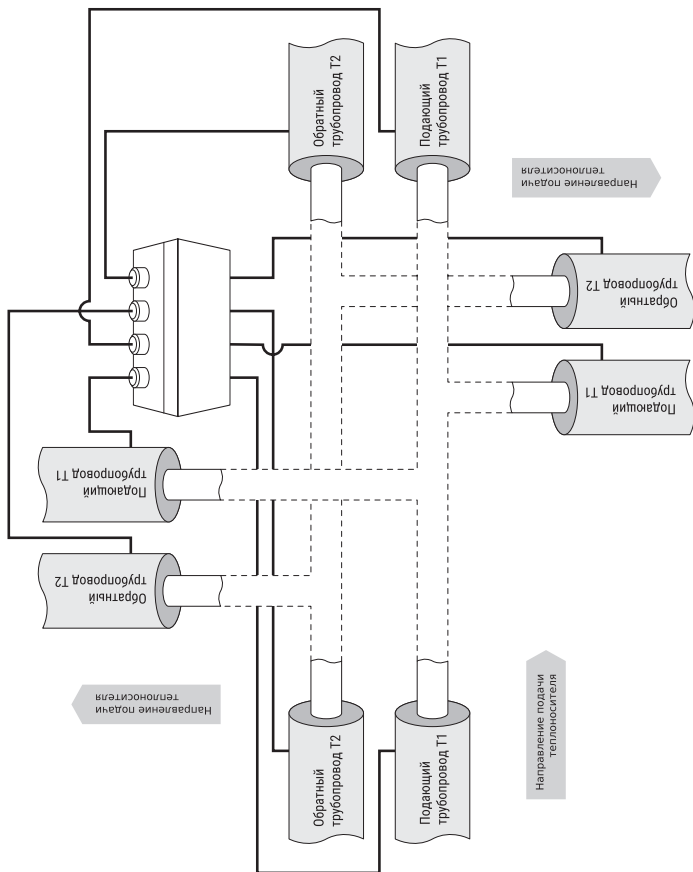 Обратный
трубопровод Т2
Подающий
трубопровод Т1
Направление подачи
теплоносителя
Обратный
трубопровод Т2
Подающий
трубопровод Т1
Подающий
трубопровод Т1
Обратный
трубопровод Т2
Направление подачи
теплоносителя
Обратный
трубопровод Т2
Подающий
трубопровод Т1
Направление подачи
теплоносителя